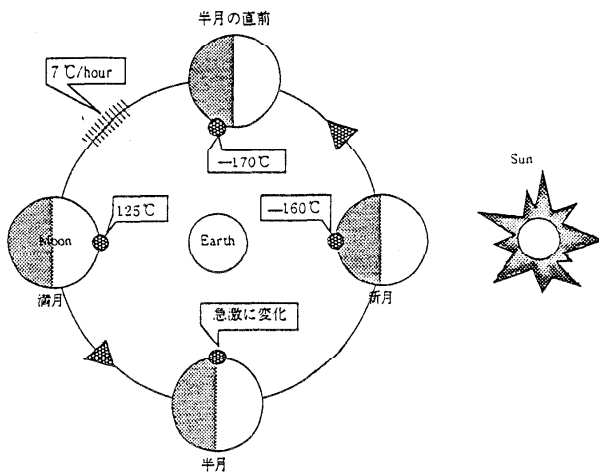 半月の直前
7℃/hour
—170℃
Sun
125℃
—160℃
Moon
Earth
満月
新月
急激に変化
半月